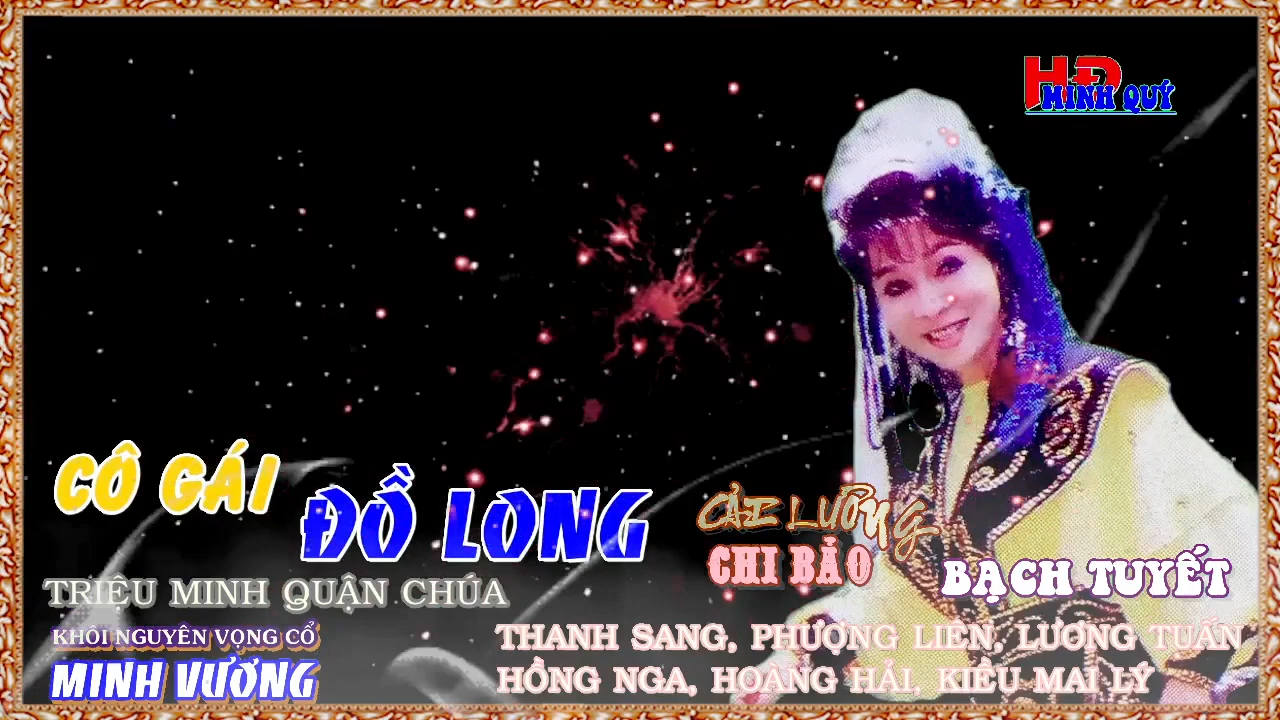 HĐ
MINH QUÝ
CÔ GÁI
ĐỒ LONG
CẢI LƯƠNG
CHI BẢO
BẠCH TUYẾT
TRIỆU MINH QUẬN CHÚA
KHÔI NGUYÊN VỌNG CỔ
MINH VƯƠNG
THANH SANG, PHƯỢNG LIÊN, LƯƠNG TUẤN
HỒNG NGA, HOÀNG HẢI, KIỀU MAI LÝ